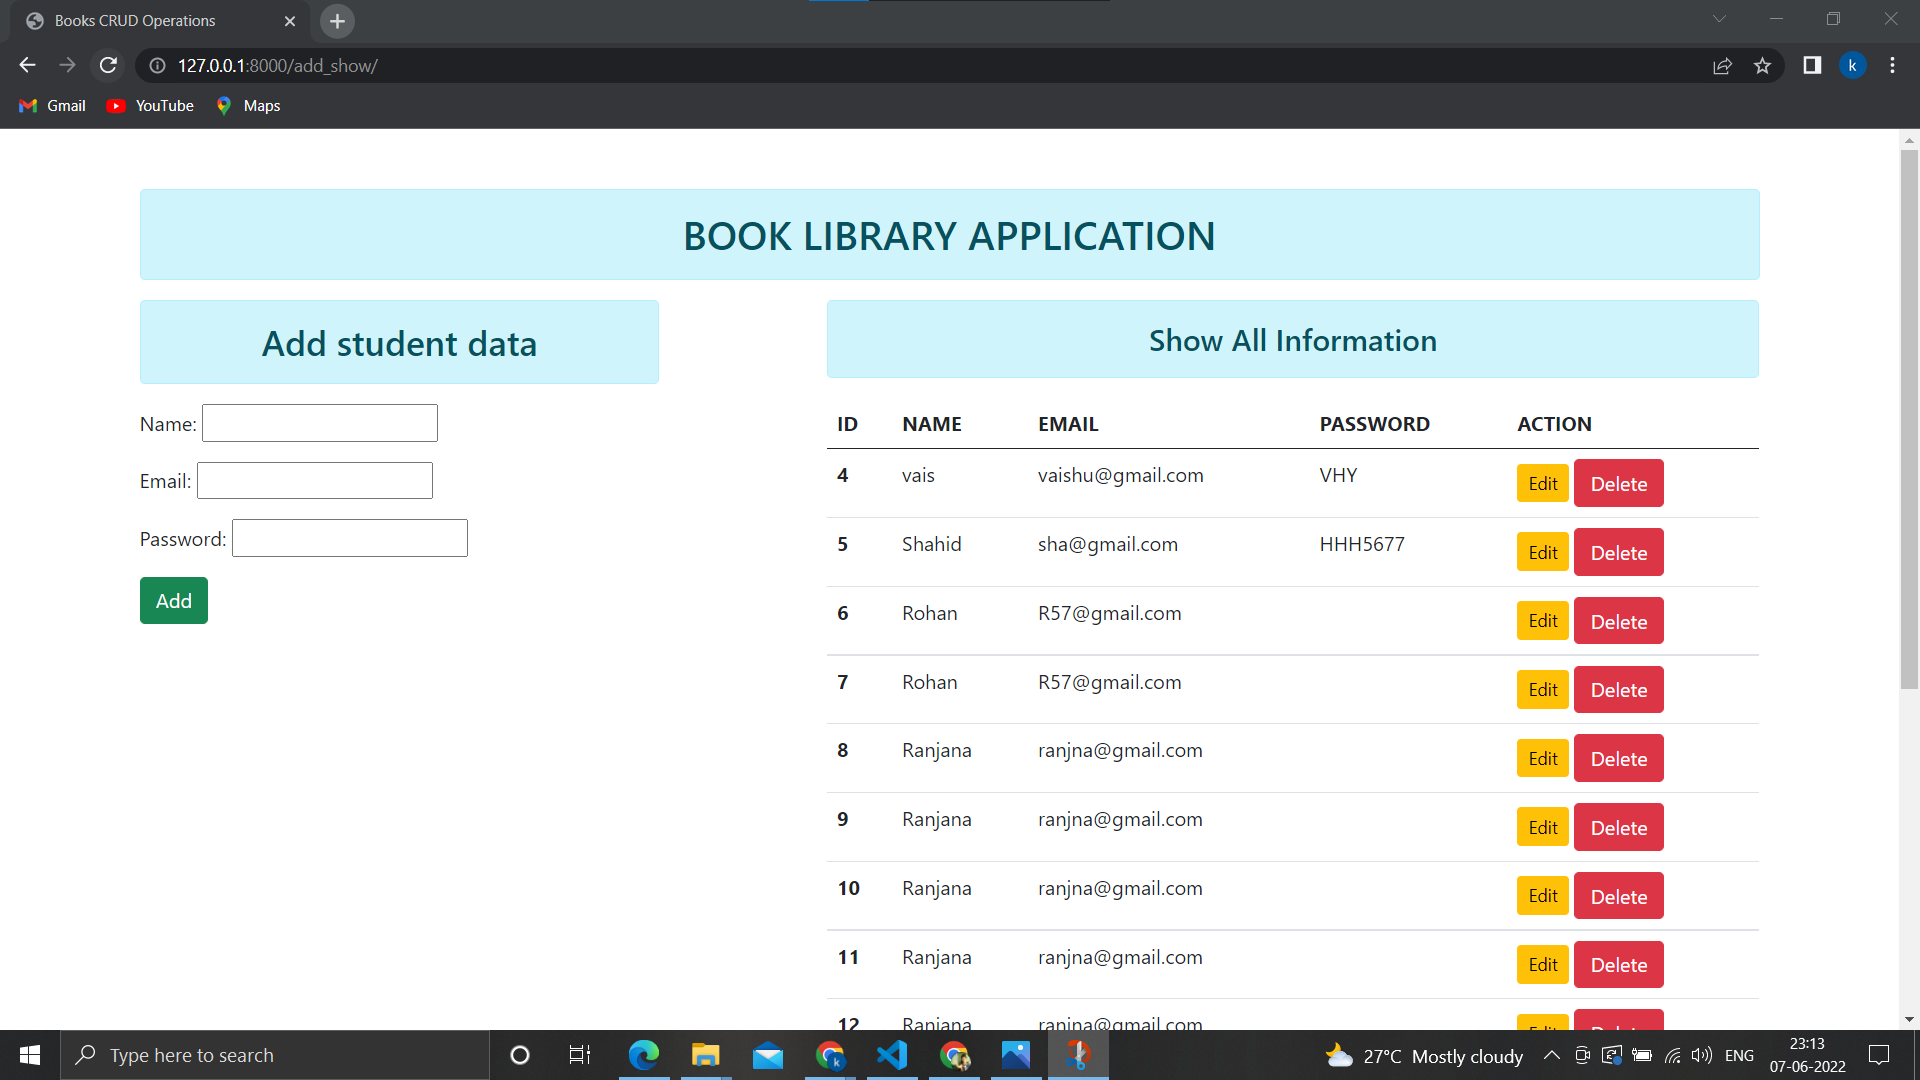 Books CRUD Operations
127.0.0.1:8000/add_show/
k
Gmail YouTube Maps
BOOK LIBRARY APPLICATION
Add student data
Name:
Email:
Password:
Add
Show All Information
ID NAME EMAIL PASSWORD ACTION
4 vais vaishu@gmail.com VHY Edit Delete
5 Shahid sha@gmail.com HHH5677 Edit Delete
6 Rohan R57@gmail.com Edit Delete
7 Rohan R57@gmail.com Edit Delete
8 Ranjana ranjna@gmail.com Edit Delete
9 Ranjana ranjna@gmail.com Edit Delete
10 Ranjana ranjna@gmail.com Edit Delete
11 Ranjana ranjna@gmail.com Edit Delete
12 Ranjana ranjna@gmail.com Edit Delete
Type here to search
27°C Mostly cloudy
ENG
23:13
07-06-2022